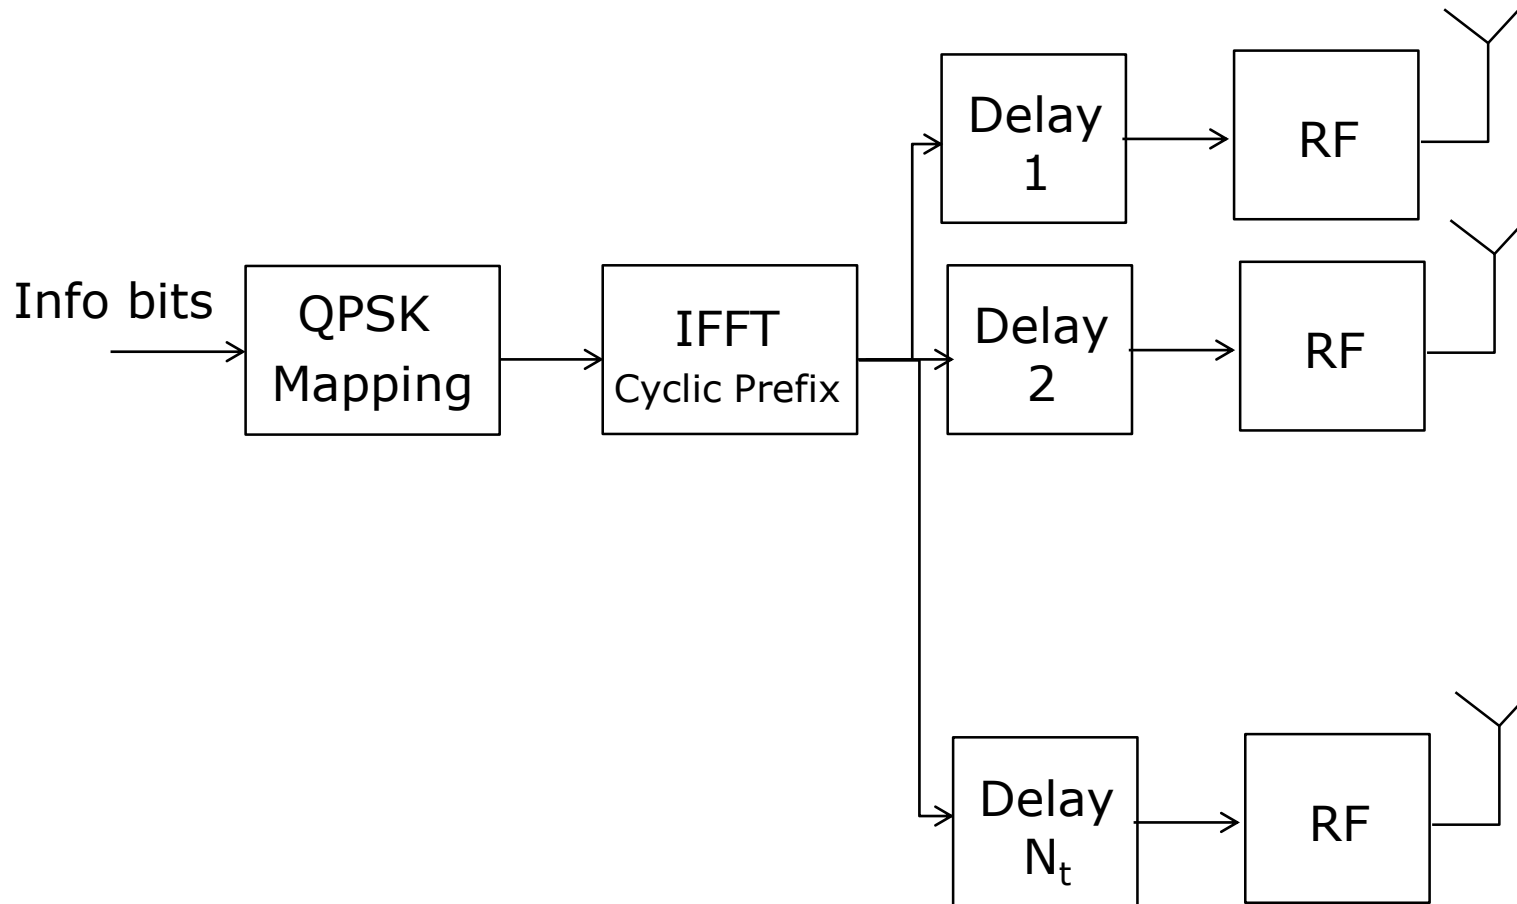 Info bits
QPSK
Mapping
IFFT
Cyclic Prefix
Delay
1
RF
Delay
2
RF
Delay
Nt
RF